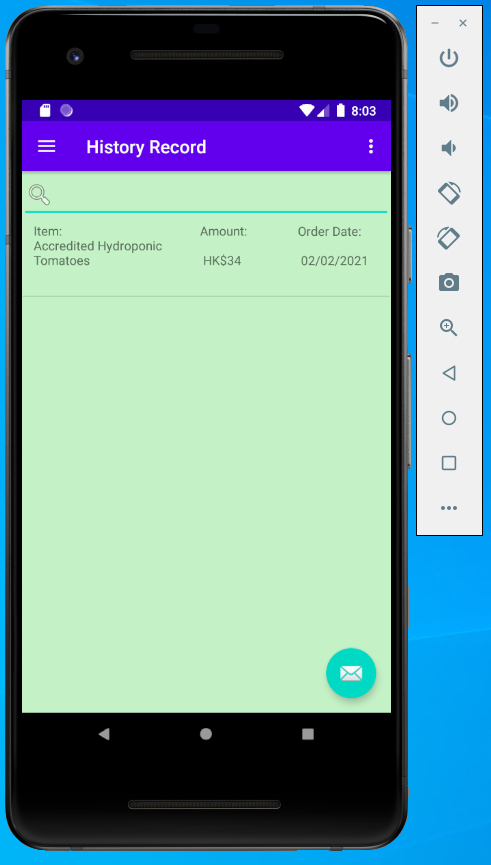 8:03
History Record
Item:
Amount:
Order Date:
Accredited Hydroponic
Tomatoes
HK$34
02/02/2021